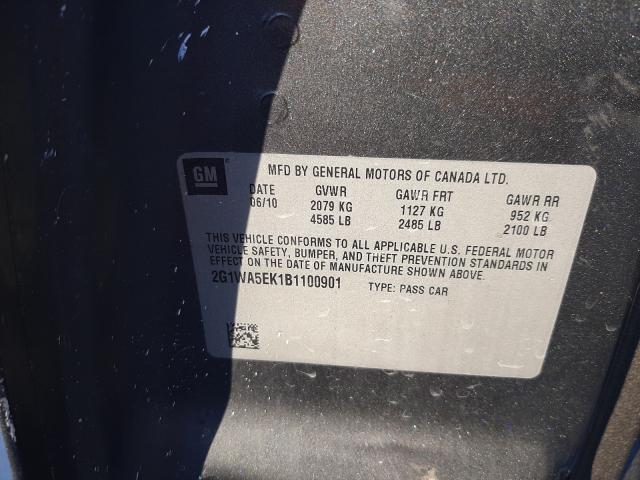 GM
MFD BY GENERAL MOTORS OF CANADA LTD.
DATE GVWR GAWR FRT GAWR RR
06/10 2079 KG 1127 KG 952 KG
4585 LB 2485 LB 2100 LB
THIS VEHICLE CONFORMS TO ALL APPLICABLE U.S. FEDERAL MOTOR
VEHICLE SAFETY, BUMPER, AND THEFT PREVENTION STANDARDS IN
EFFECT ON THE DATE OF MANUFACTURE SHOWN ABOVE.
2G1WA5EK1B1100901 TYPE: PASS CAR